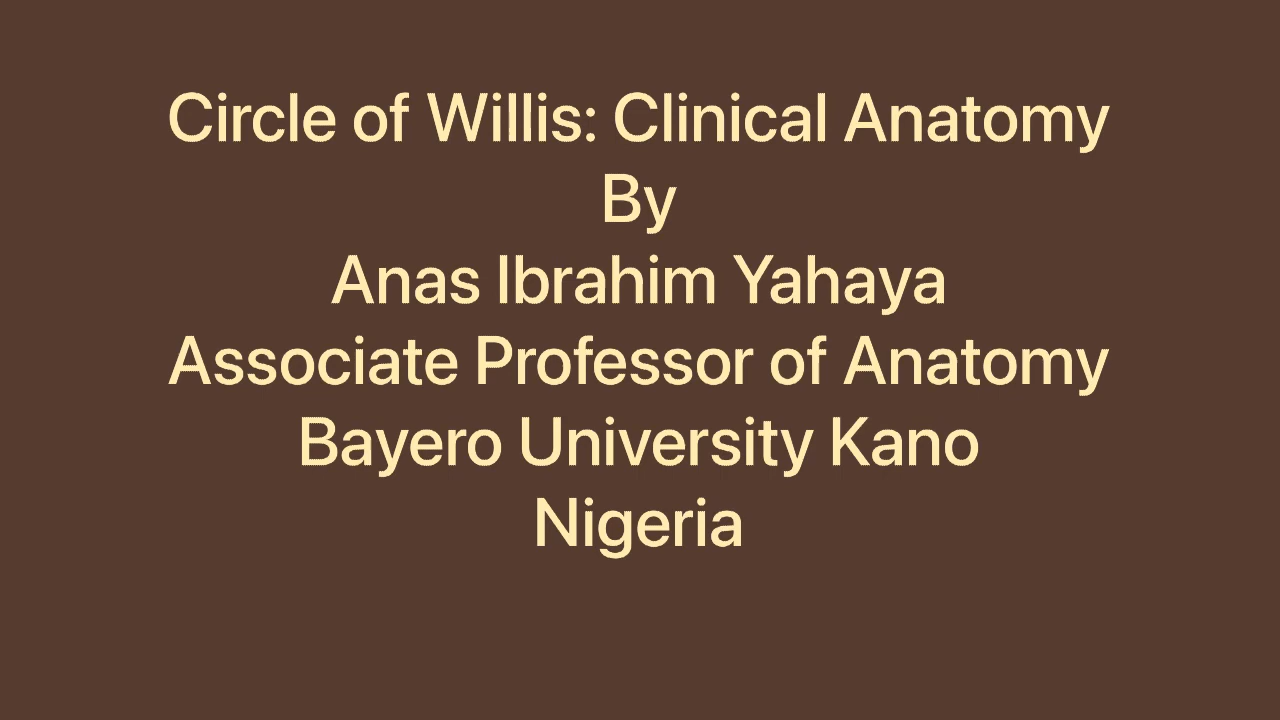 Circle of Willis: Clinical Anatomy
By
Anas Ibrahim Yahaya
Associate Professor of Anatomy
Bayero University Kano
Nigeria